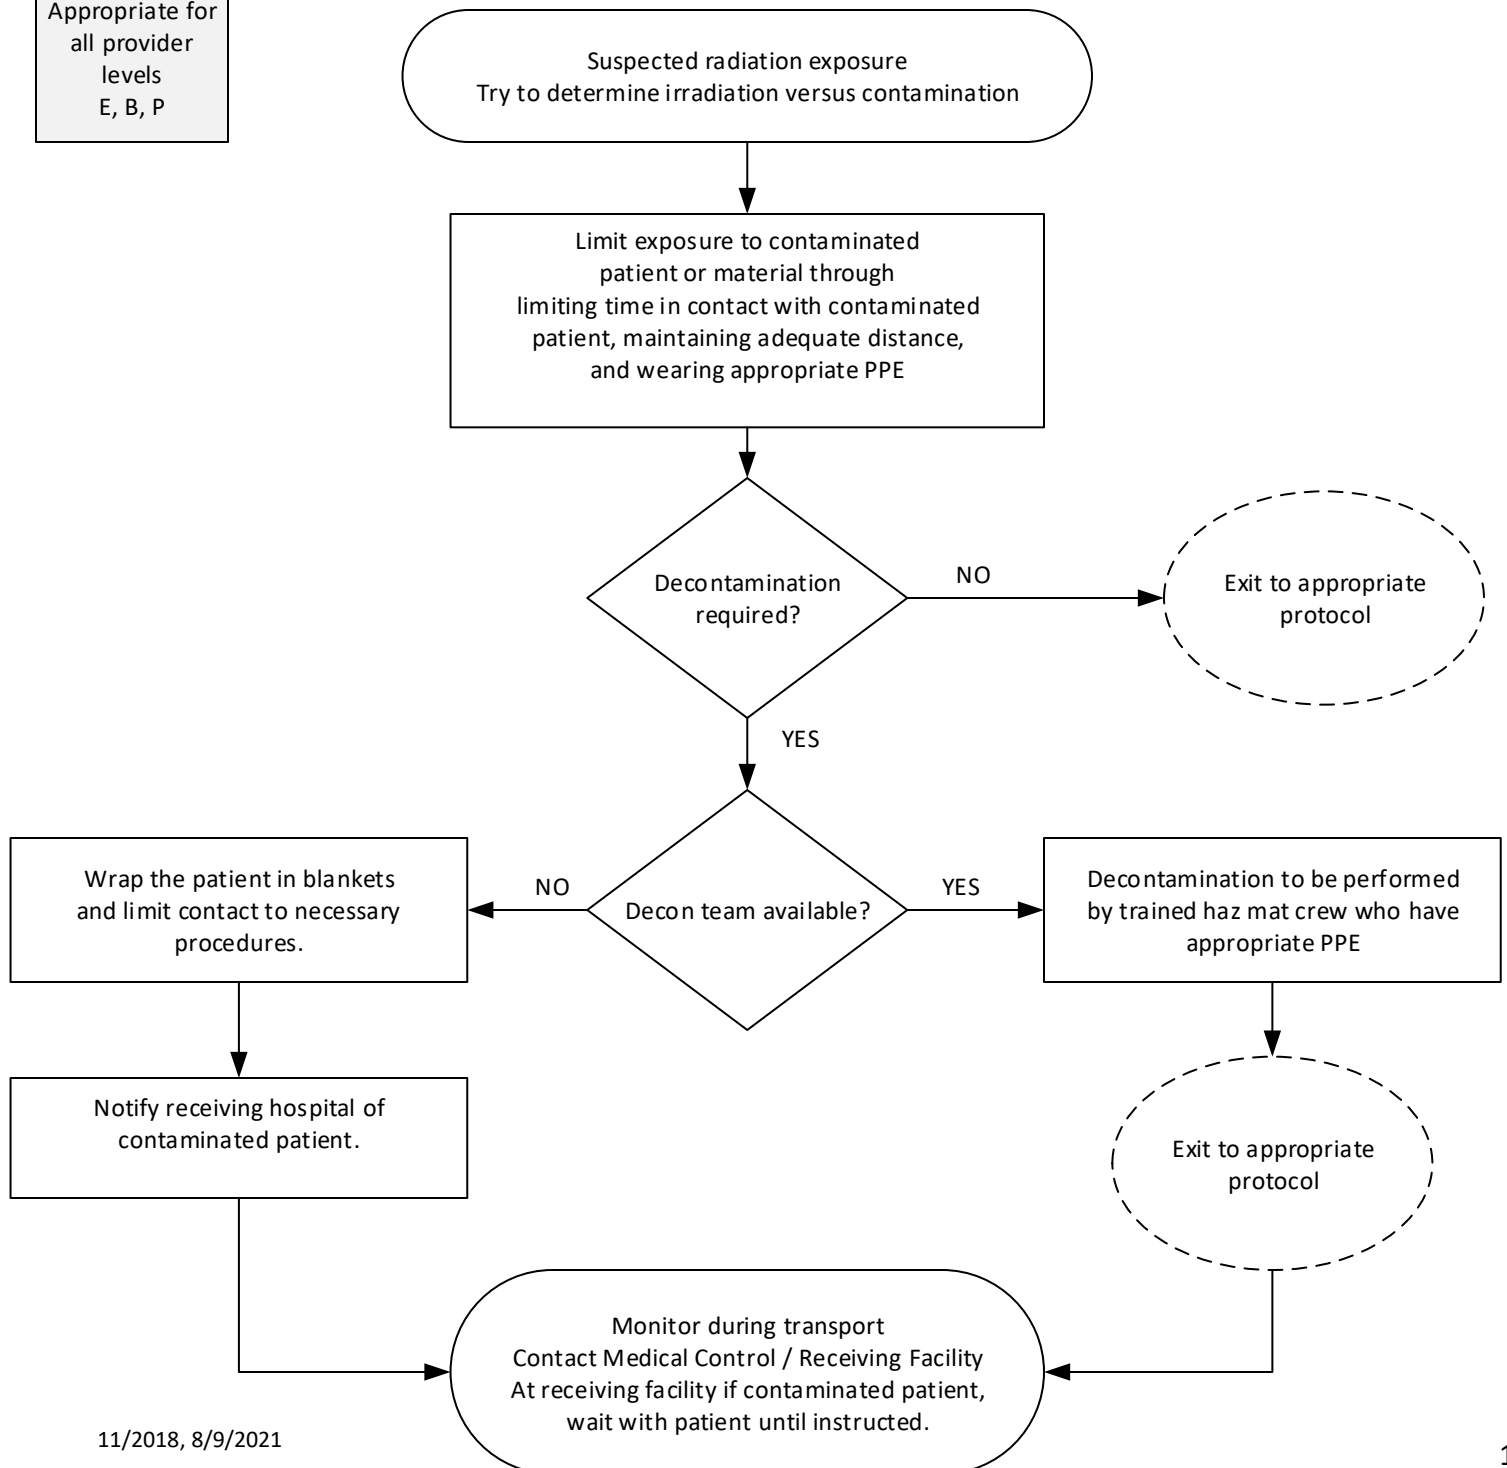 Appropriate for
all provider
levels
E, B, P
Suspected radiation exposure
Try to determine irradiation versus contamination
Limit exposure to contaminated
patient or material through
limiting time in contact with contaminated
patient, maintaining adequate distance,
and wearing appropriate PPE
Decontamination
required?
NO
Exit to appropriate
protocol
YES
Decon team available?
NO
YES
Wrap the patient in blankets
and limit contact to necessary
procedures.
Decontamination to be performed
by trained haz mat crew who have
appropriate PPE
Notify receiving hospital of
contaminated patient.
Exit to appropriate
protocol
Monitor during transport
Contact Medical Control / Receiving Facility
At receiving facility if contaminated patient,
wait with patient until instructed.
11/2018, 8/9/2021